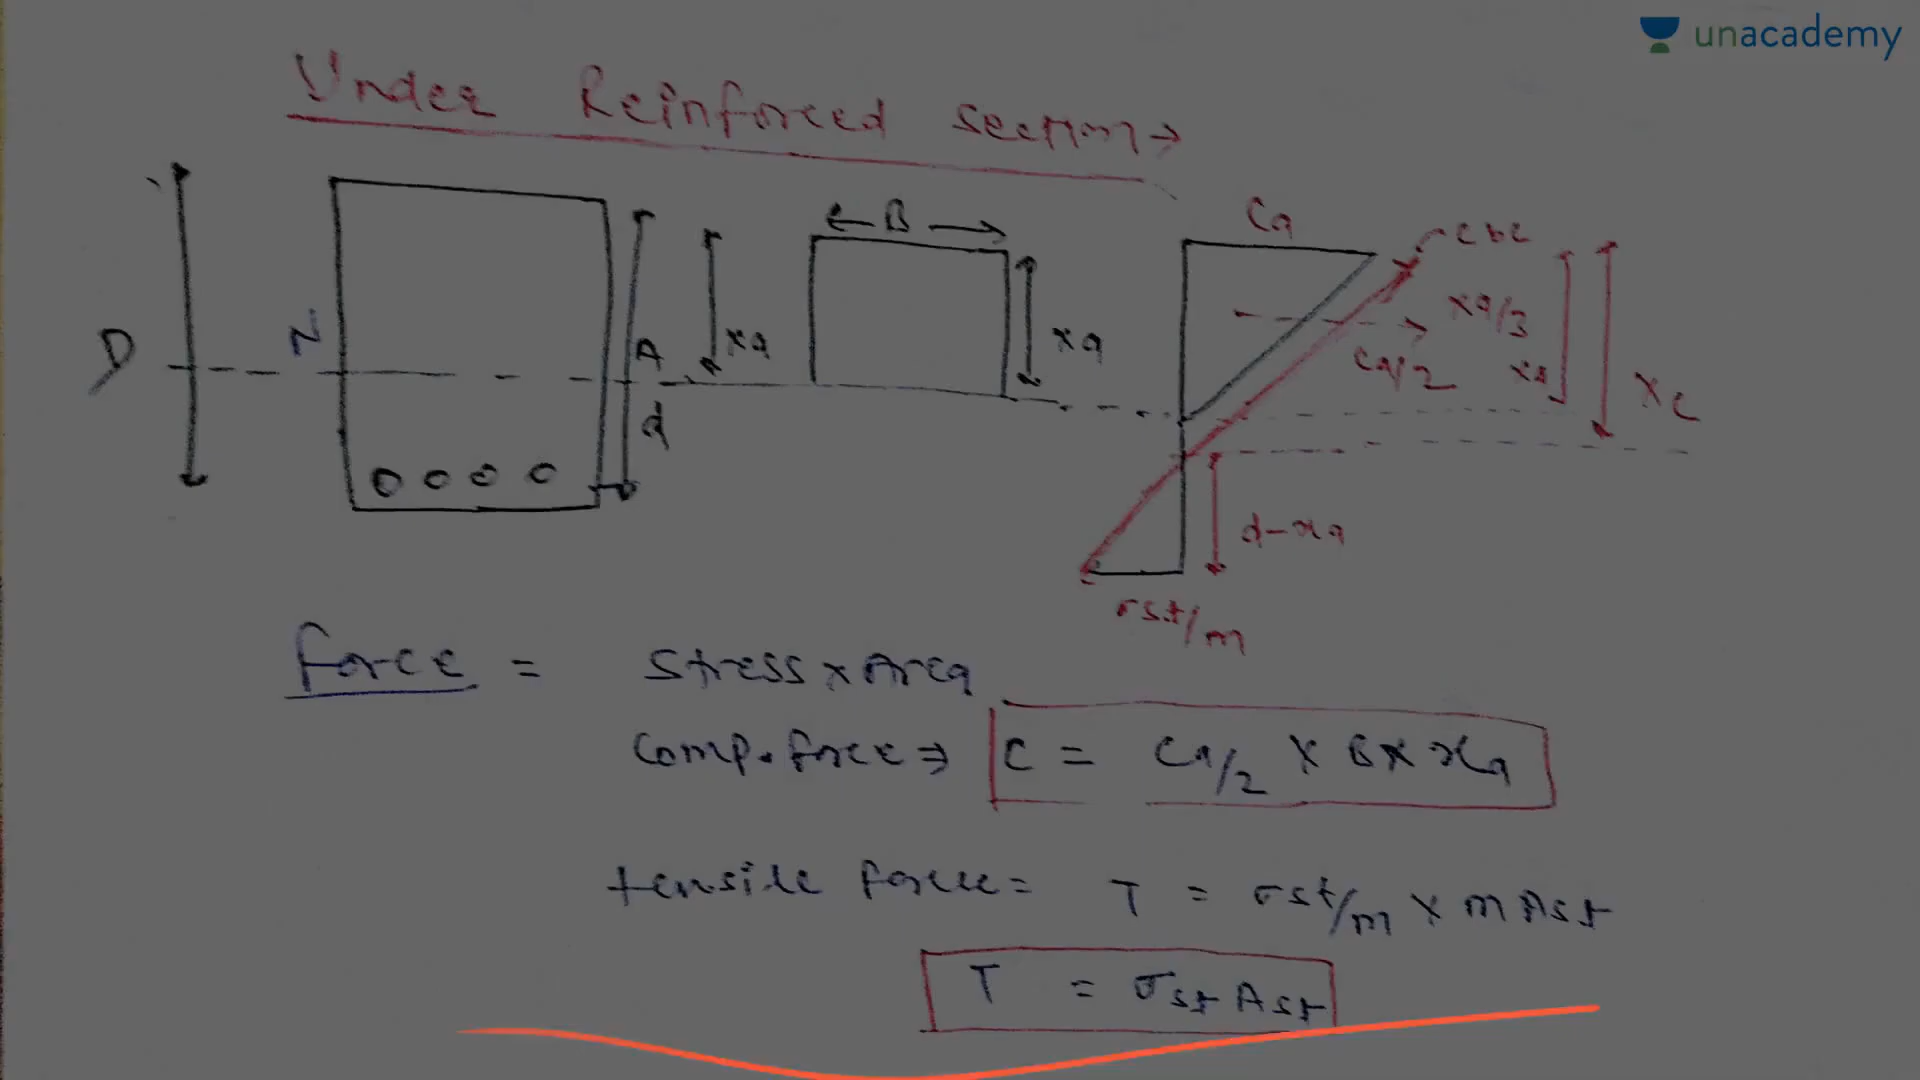 unacademy
Under Reinforced section →
D
N
A
d
xa
B
xa
Ca
cbc
xa/3
Ca/2
xa
xc
d-xa
σst/m
Force = Stress x Area
Comp. force ⇒ C = Ca/2 x B x xa
tensile force = T = σst/m x m Ast
T = σst Ast